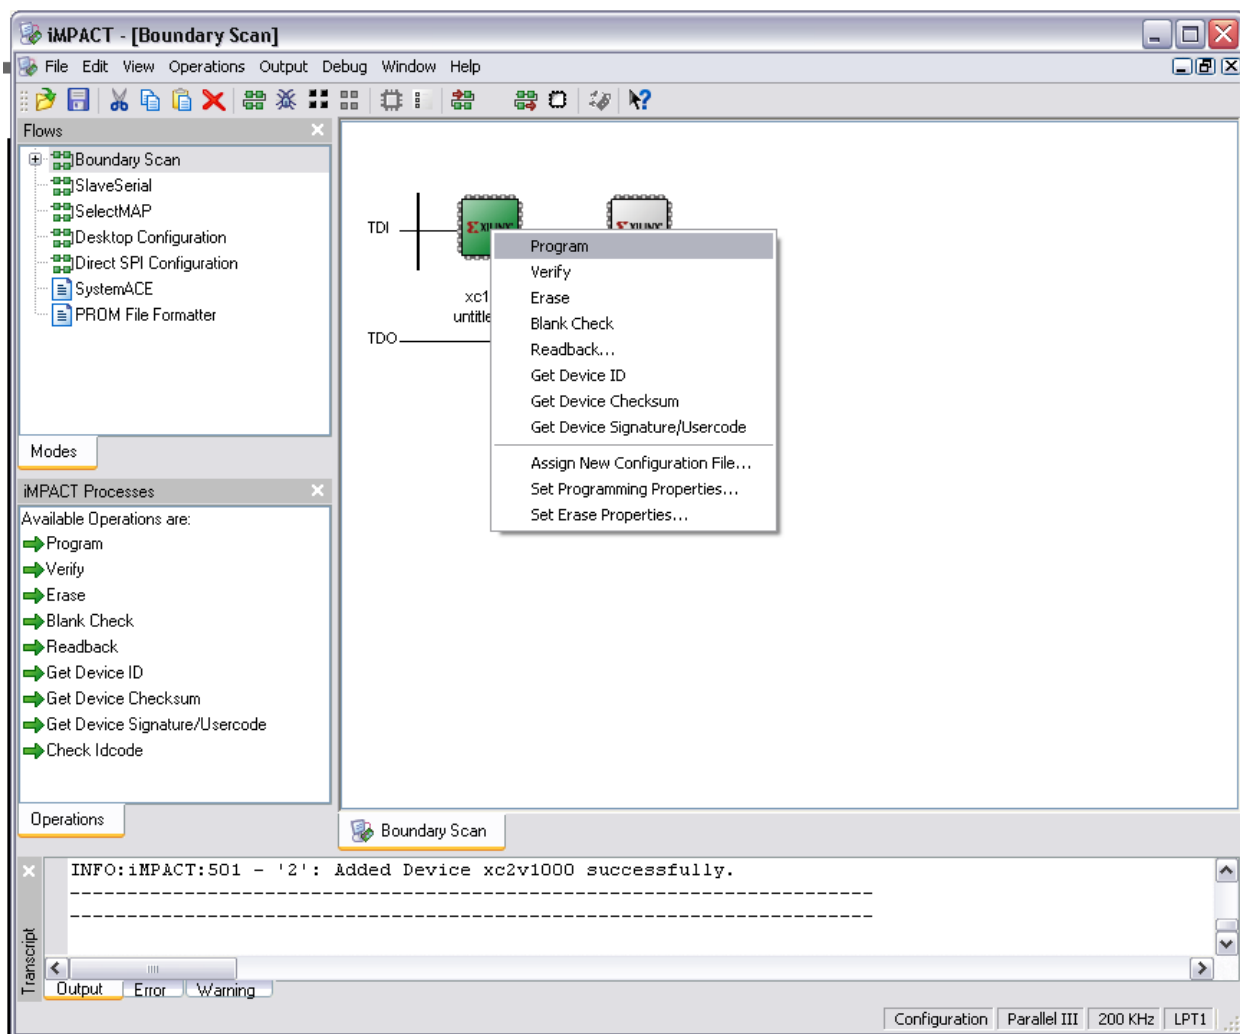 iMPACT - [Boundary Scan]
File Edit View Operations Output Debug Window Help
Flows
Boundary Scan
SlaveSerial
SelectMAP
Desktop Configuration
Direct SPI Configuration
SystemACE
PROM File Formatter
Modes
iMPACT Processes
Available Operations are:
Program
Verify
Erase
Blank Check
Readback
Get Device ID
Get Device Checksum
Get Device Signature/Usercode
Check Idcode
Operations
TDI
XILINX
XILINX
xc1
untitle
TDO
Program
Verify
Erase
Blank Check
Readback...
Get Device ID
Get Device Checksum
Get Device Signature/Usercode
Assign New Configuration File...
Set Programming Properties...
Set Erase Properties...
Boundary Scan
INFO:iMPACT:501 - '2': Added Device xc2v1000 successfully.
----------------------------------------------------------------------
----------------------------------------------------------------------
Transcript
Output Error Warning
Configuration Parallel III 200 KHz LPT1